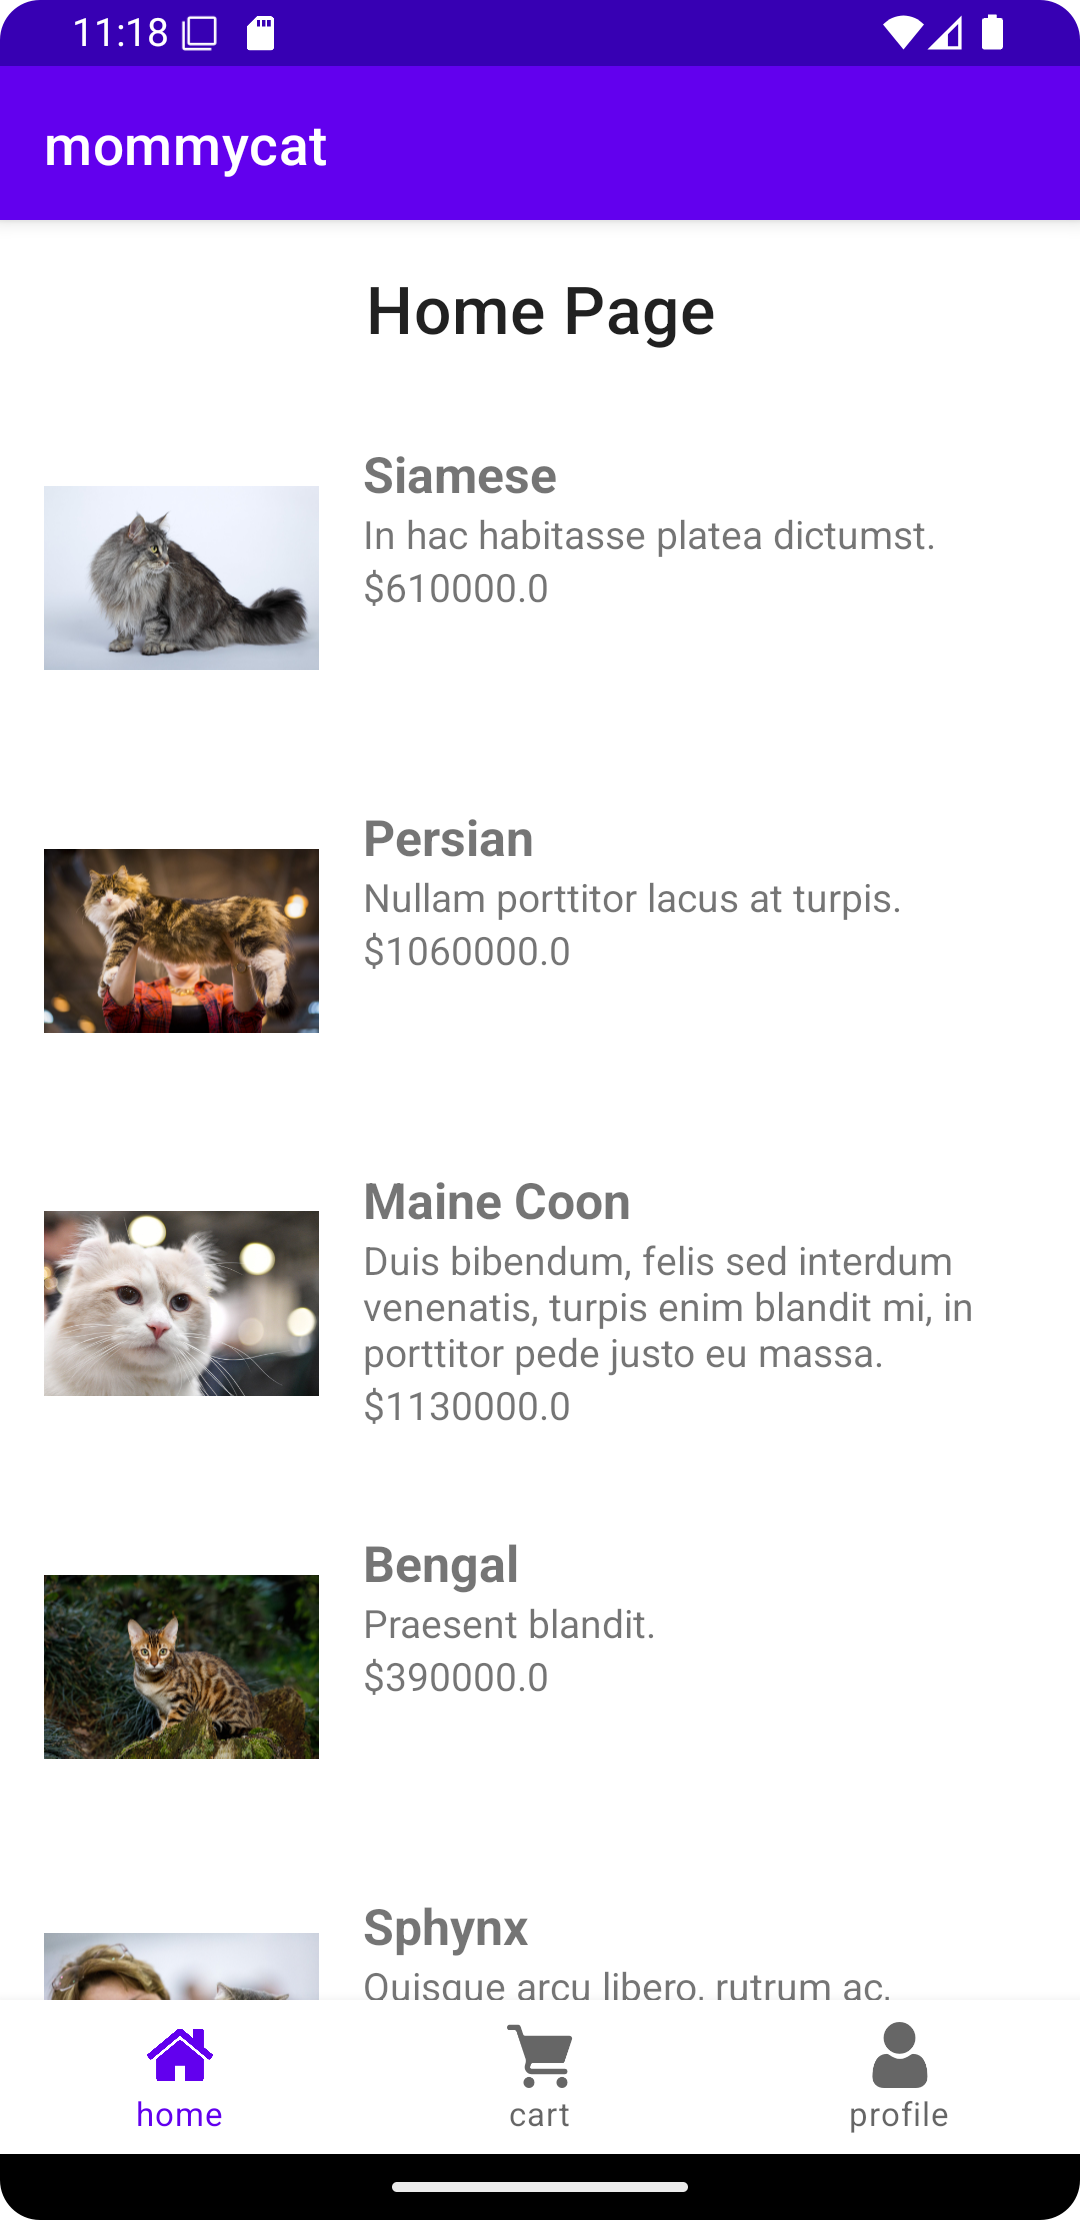 11:18
mommycat
Home Page
Siamese
In hac habitasse platea dictumst.
$610000.0
Persian
Nullam porttitor lacus at turpis.
$1060000.0
Maine Coon
Duis bibendum, felis sed interdum
venenatis, turpis enim blandit mi, in
porttitor pede justo eu massa.
$1130000.0
Bengal
Praesent blandit.
$390000.0
Sphynx
Quisque arcu libero, rutrum ac,
home
cart
profile